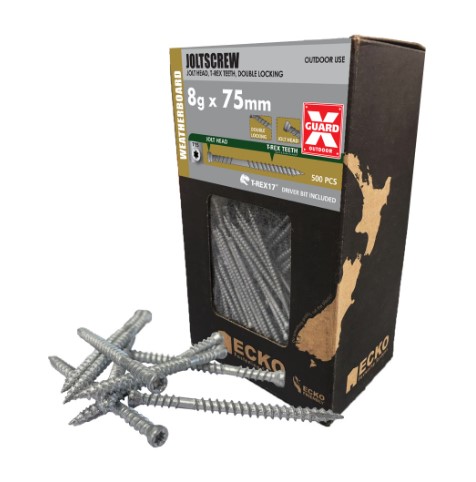 JOLTSCREW
JOLT HEAD, T-REX TEETH, DOUBLE LOCKING
OUTDOOR USE
WEATHERBOARD
8g x 75mm
DOUBLE
LOCKING
JOLT HEAD
X
GUARD
OUTDOOR
JOLT HEAD
T-REX TEETH
500 PCS
T-REX17
DRIVER BIT INCLUDED
ECKO
ECKO
ECKO